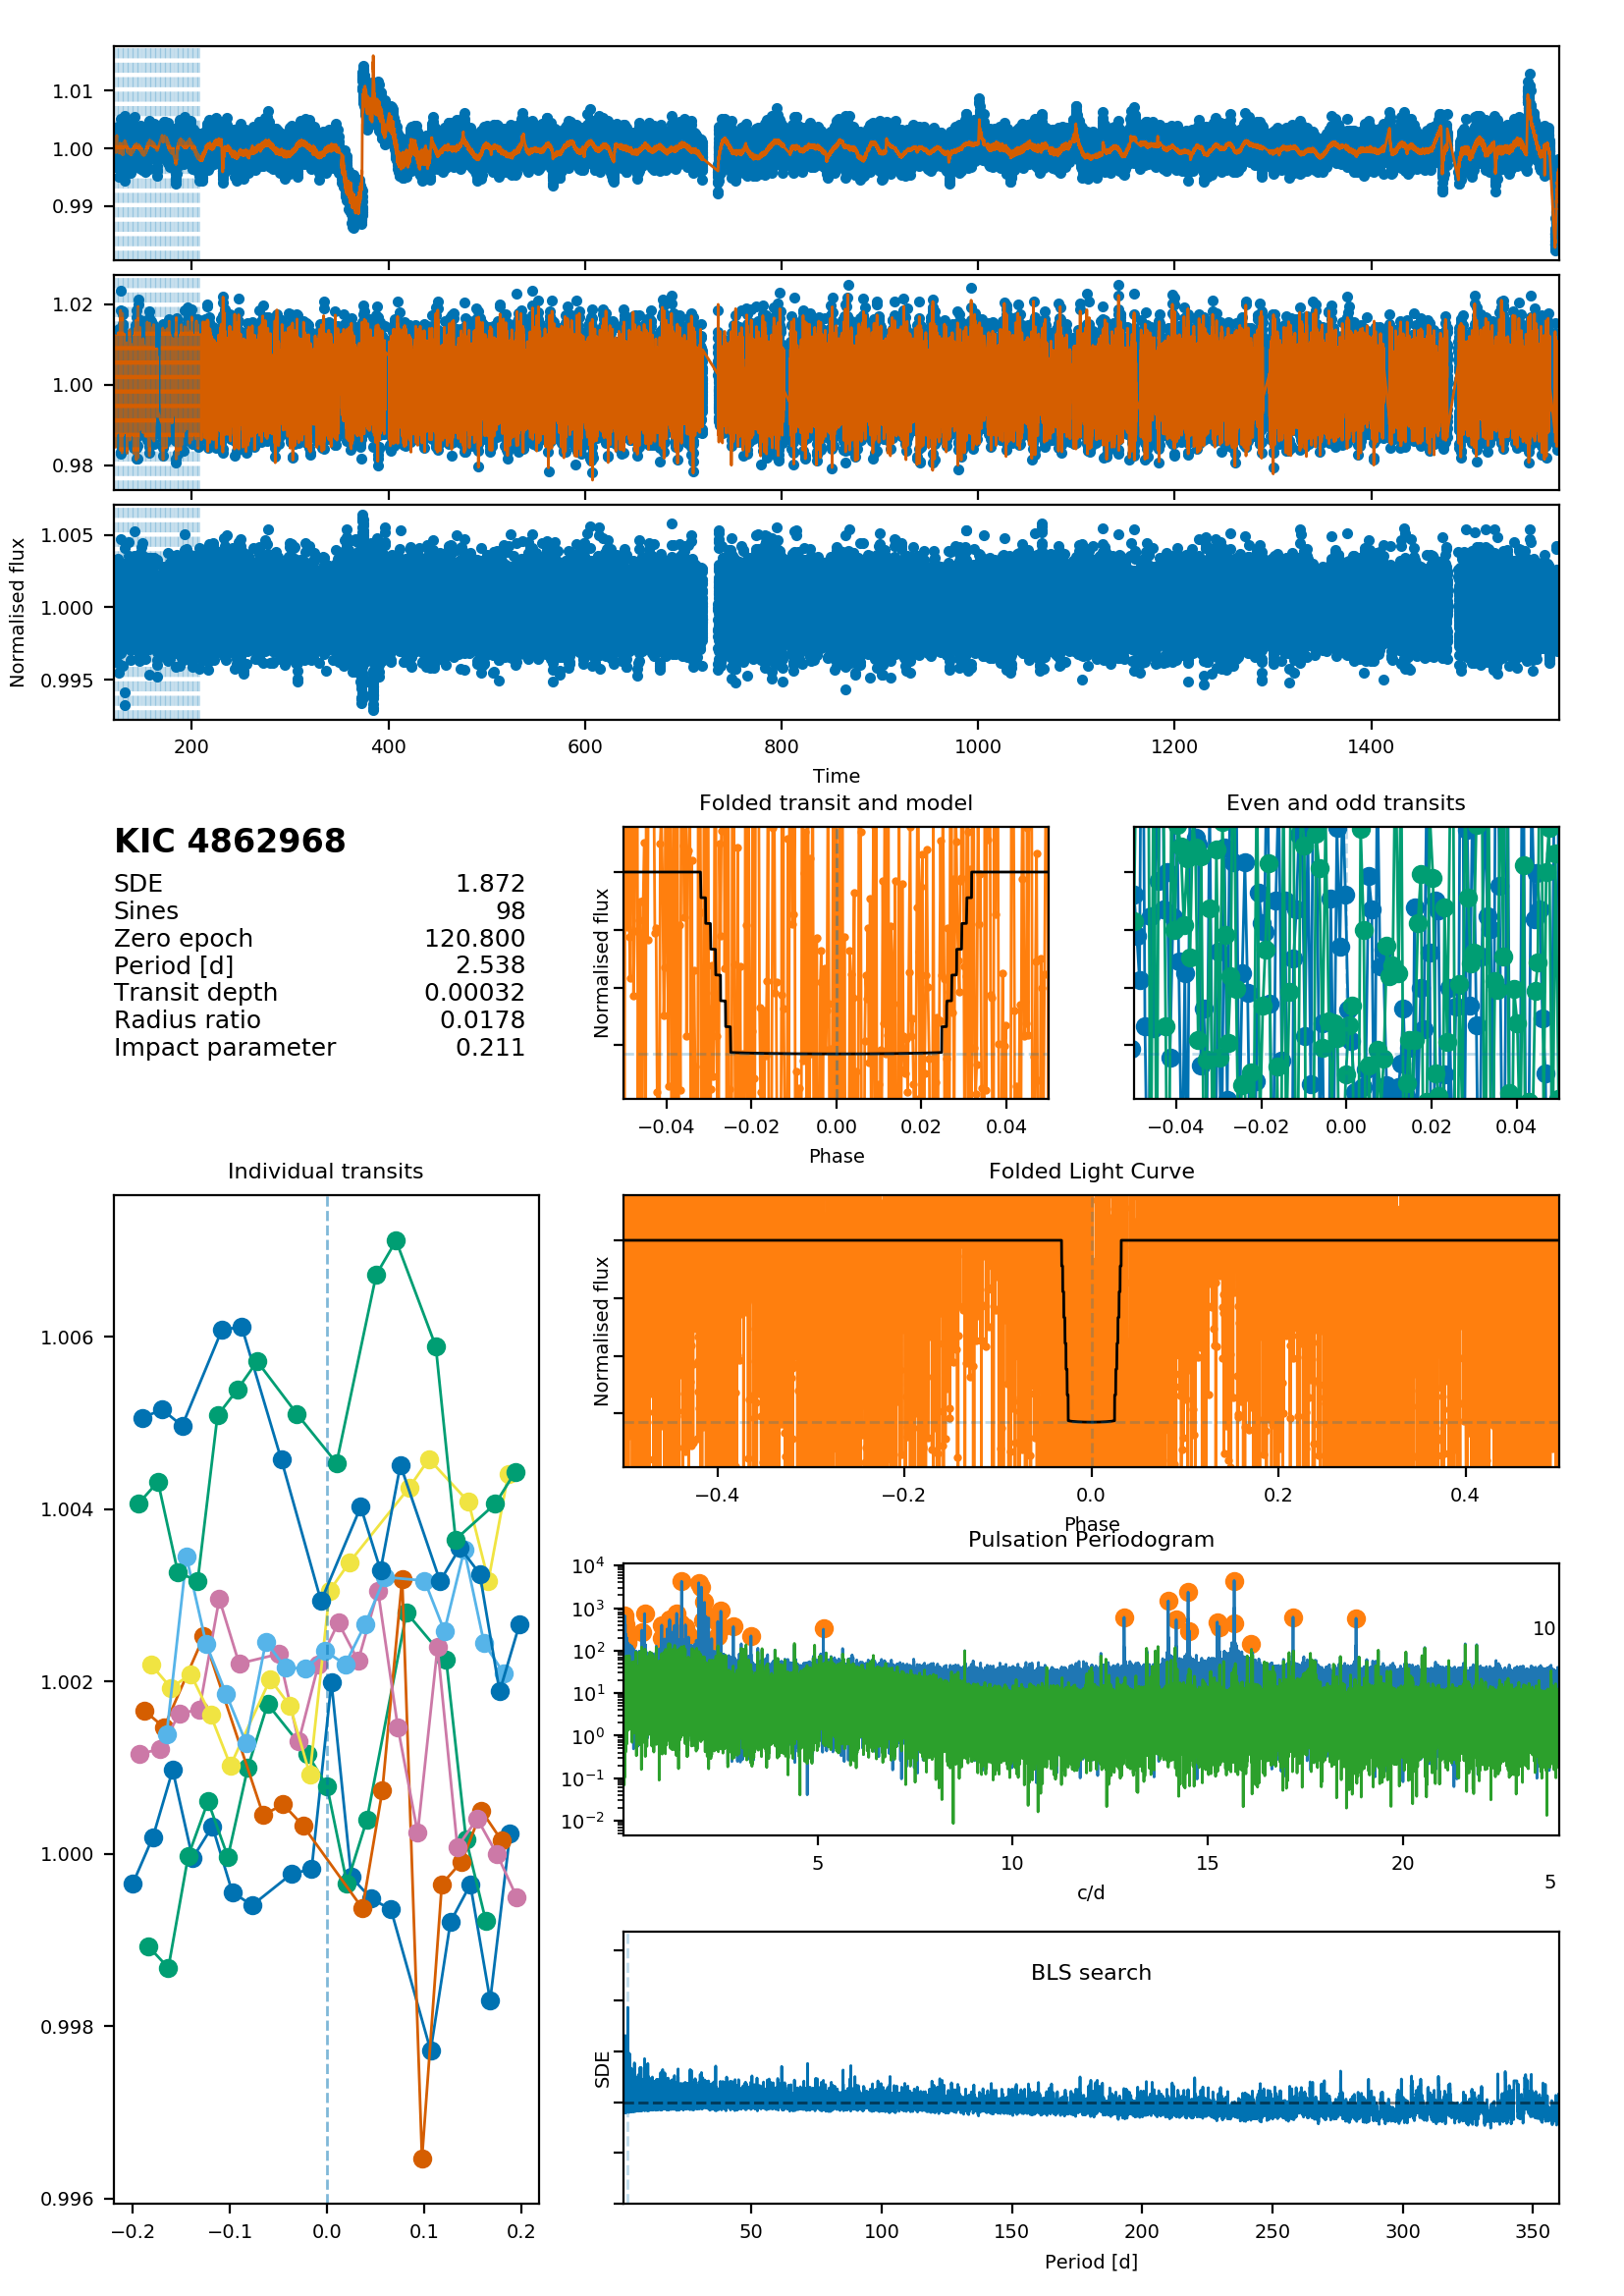 1.01
1.00
0.99
1.02
1.00
0.98
1.005
1.000
0.995
Normalised flux
200 400 600 800 1000 1200 1400
Time
KIC 4862968
SDE 1.872
Sines 98
Zero epoch 120.800
Period [d] 2.538
Transit depth 0.00032
Radius ratio 0.0178
Impact parameter 0.211
Folded transit and model
Normalised flux
−0.04 −0.02 0.00 0.02 0.04
Phase
Even and odd transits
−0.04 −0.02 0.00 0.02 0.04
Individual transits
1.006
1.004
1.002
1.000
0.998
0.996
−0.2 −0.1 0.0 0.1 0.2
Folded Light Curve
Normalised flux
−0.4 −0.2 0.0 0.2 0.4
Phase
Pulsation Periodogram
10⁴
10³
10²
10¹
10⁰
10⁻¹
10⁻²
10
5 10 15 20
c/d
5
BLS search
SDE
50 100 150 200 250 300 350
Period [d]